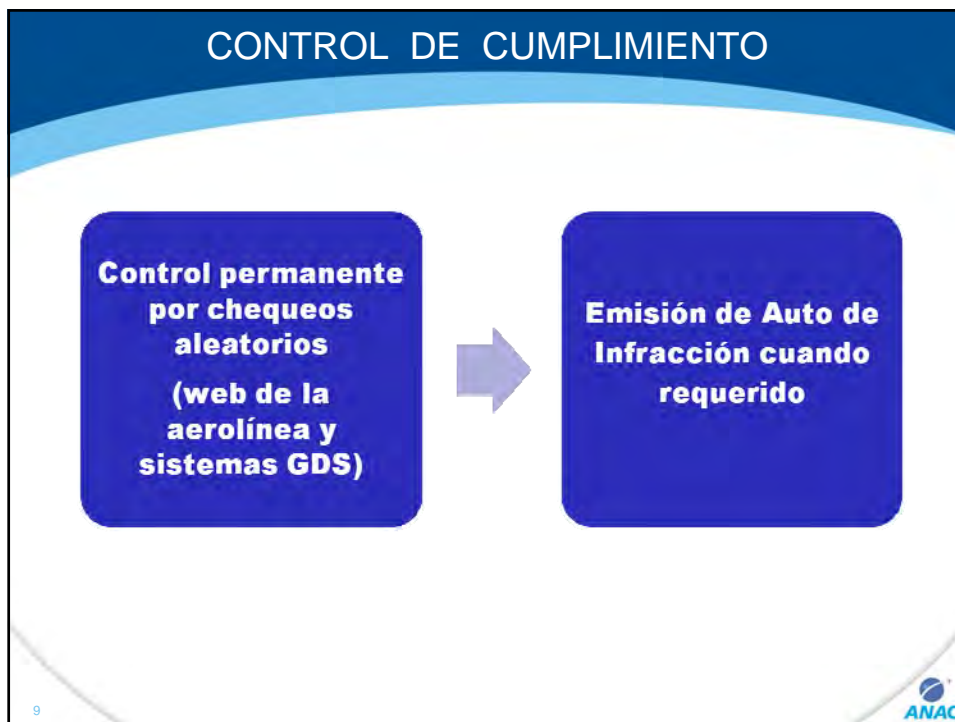 CONTROL DE CUMPLIMIENTO
Control permanente
por chequeos
aleatorios
(web de la
aerolínea y
sistemas GDS)
Emisión de Auto de
Infracción cuando
requerido
9
ANAC